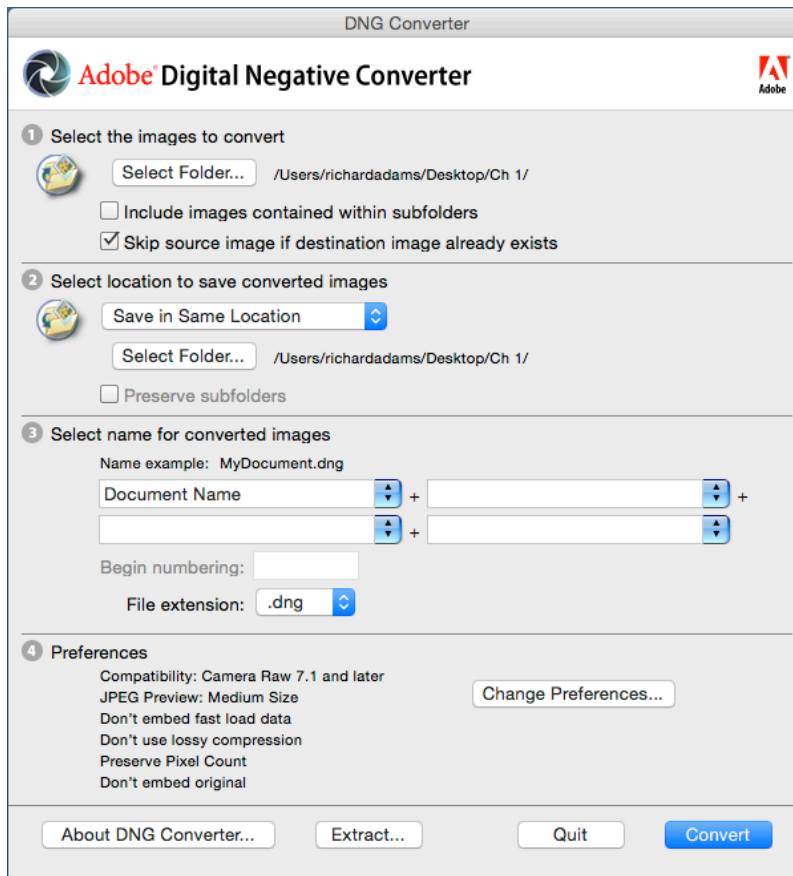 DNG Converter
Adobe® Digital Negative Converter
Adobe
1 Select the images to convert
Select Folder... /Users/richardadams/Desktop/Ch 1/
Include images contained within subfolders
Skip source image if destination image already exists
2 Select location to save converted images
Save in Same Location
Select Folder... /Users/richardadams/Desktop/Ch 1/
Preserve subfolders
3 Select name for converted images
Name example: MyDocument.dng
Document Name + +
+
Begin numbering:
File extension: .dng
4 Preferences
Compatibility: Camera Raw 7.1 and later
JPEG Preview: Medium Size
Change Preferences...
Don't embed fast load data
Don't use lossy compression
Preserve Pixel Count
Don't embed original
About DNG Converter... Extract... Quit Convert